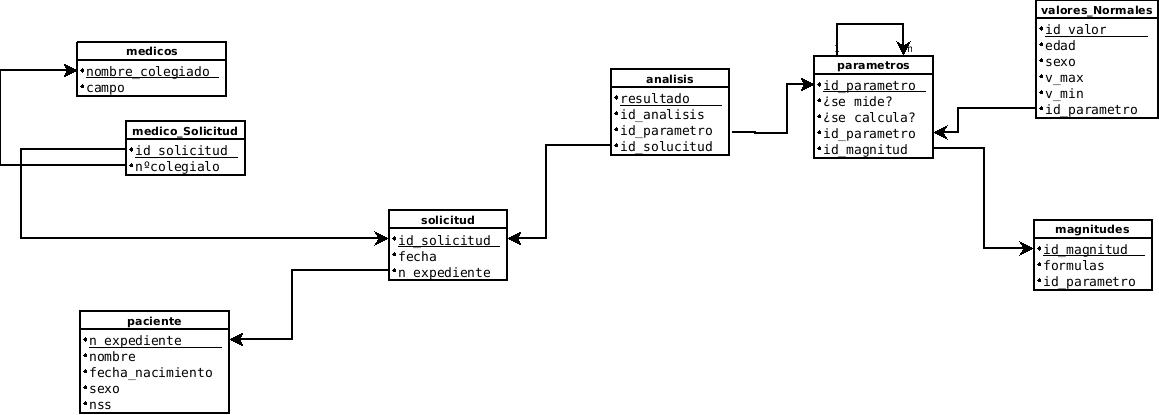 medicos
nombre_colegiado
campo
medico_Solicitud
id_solicitud
nºcolegialo
solicitud
id_solicitud
fecha
n_expediente
paciente
n_expediente
nombre
fecha_nacimiento
sexo
nss
analisis
resultado
id_analisis
id_parametro
id_solucitud
n
parametros
id_parametro
¿se mide?
¿se calcula?
id_parametro
id_magnitud
valores_Normales
id_valor
edad
sexo
v_max
v_min
id_parametro
magnitudes
id_magnitud
formulas
id_parametro